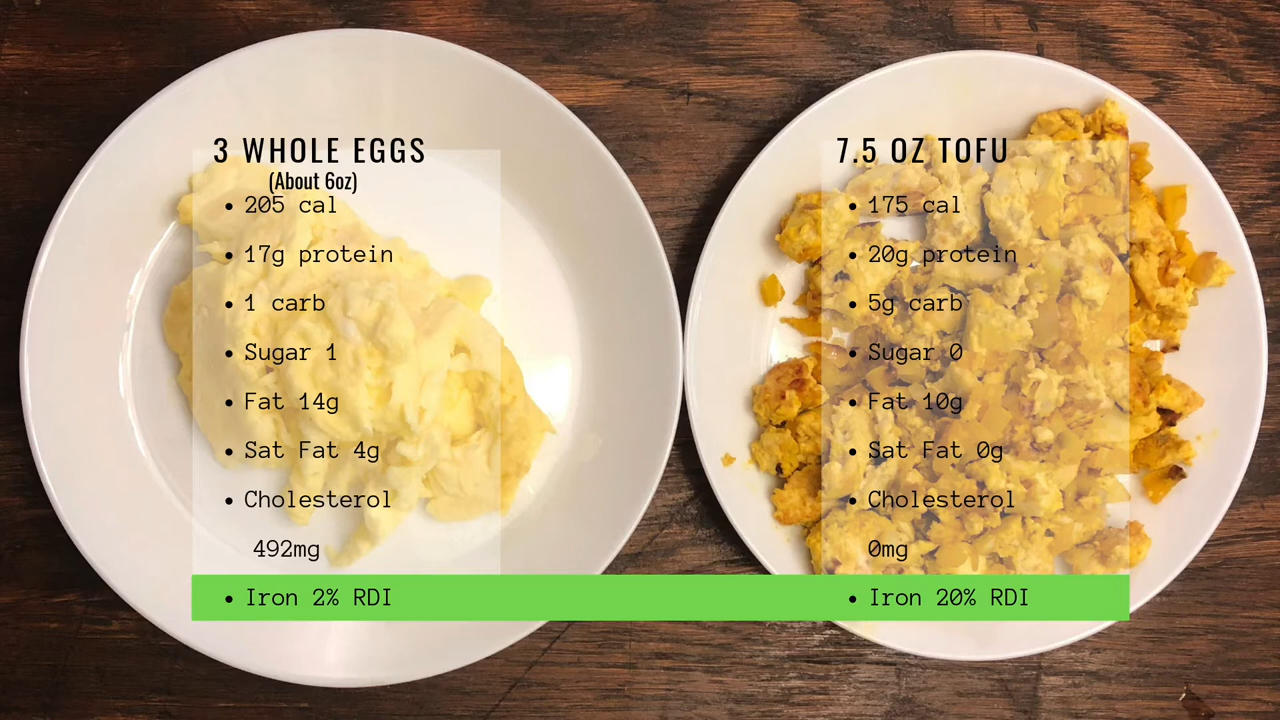 3 WHOLE EGGS
(About 6oz)
• 205 cal
• 17g protein
• 1 carb
• Sugar 1
• Fat 14g
• Sat Fat 4g
• Cholesterol
492mg
• Iron 2% RDI
7.5 OZ TOFU
• 175 cal
• 20g protein
• 5g carb
• Sugar 0
• Fat 10g
• Sat Fat 0g
• Cholesterol
0mg
• Iron 20% RDI